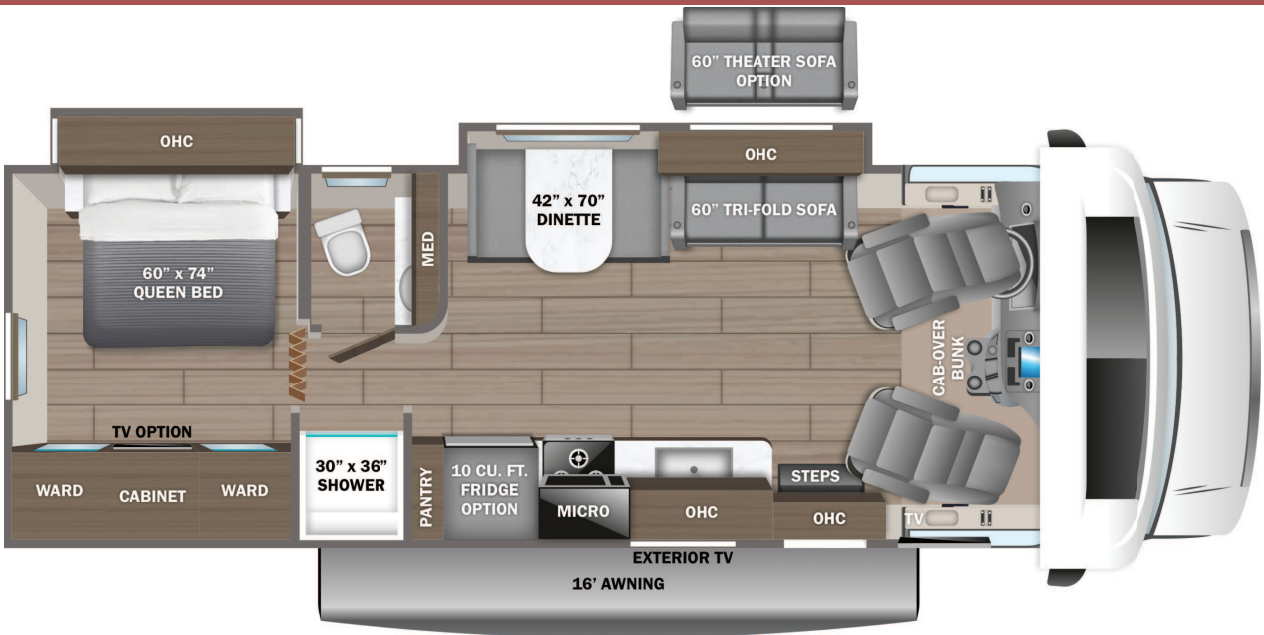 60” THEATER SOFA
OPTION
OHC
OHC
42” x 70”
DINETTE
60” TRI-FOLD SOFA
MED
60” x 74”
QUEEN BED
CAB-OVER
BUNK
TV OPTION
WARD
CABINET
WARD
30” x 36”
SHOWER
PANTRY
10 CU. FT.
FRIDGE
OPTION
MICRO
OHC
STEPS
OHC
TV
EXTERIOR TV
16’ AWNING